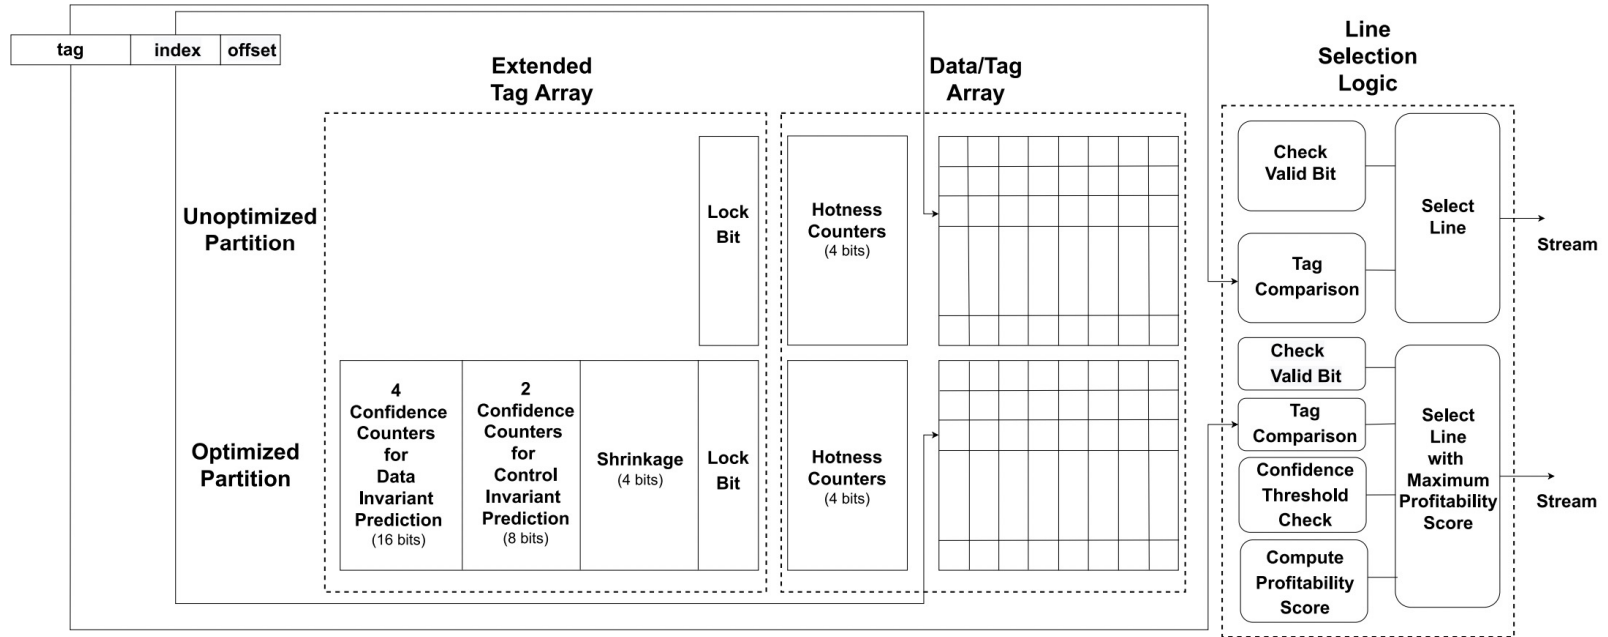 tag
index
offset
Extended
Tag Array
Data/Tag
Array
Line
Selection
Logic
Unoptimized
Partition
Lock
Bit
Hotness
Counters
(4 bits)
Check
Valid Bit
Tag
Comparison
Select
Line
Stream
Optimized
Partition
4
Confidence
Counters
for
Data
Invariant
Prediction
(16 bits)
2
Confidence
Counters
for
Control
Invariant
Prediction
(8 bits)
Shrinkage
(4 bits)
Lock
Bit
Hotness
Counters
(4 bits)
Check
Valid Bit
Tag
Comparison
Confidence
Threshold
Check
Compute
Profitability
Score
Select
Line
with
Maximum
Profitability
Score
Stream